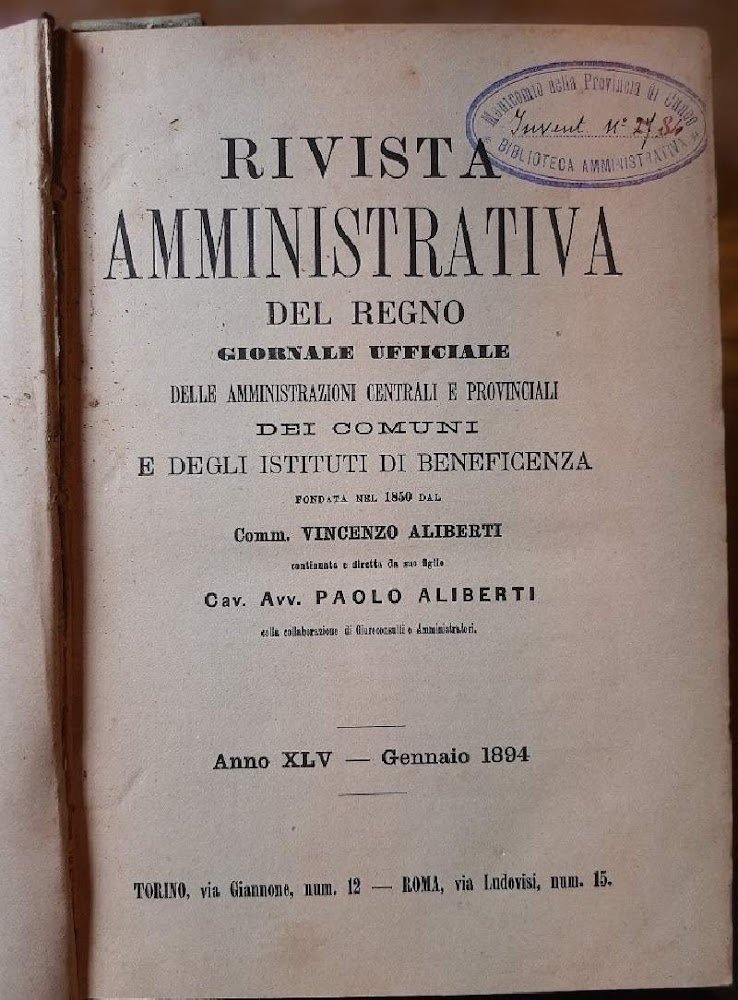 Manicomio della Provincia di Cuneo
Invent. n° 2786
BIBLIOTECA AMMINISTRATIVA
RIVISTA
AMMINISTRATIVA
DEL REGNO
GIORNALE UFFICIALE
DELLE AMMINISTRAZIONI CENTRALI E PROVINCIALI
DEI COMUNI
E DEGLI ISTITUTI DI BENEFICENZA
FONDATA NEL 1850 DAL
Comm. VINCENZO ALIBERTI
continuata e diretta da suo figlio
Cav. Avv. PAOLO ALIBERTI
colla collaborazione di Giureconsulti e Amministratori.
Anno XLV — Gennaio 1894
TORINO, via Giannone, num. 12 — ROMA, via Ludovisi, num. 15.